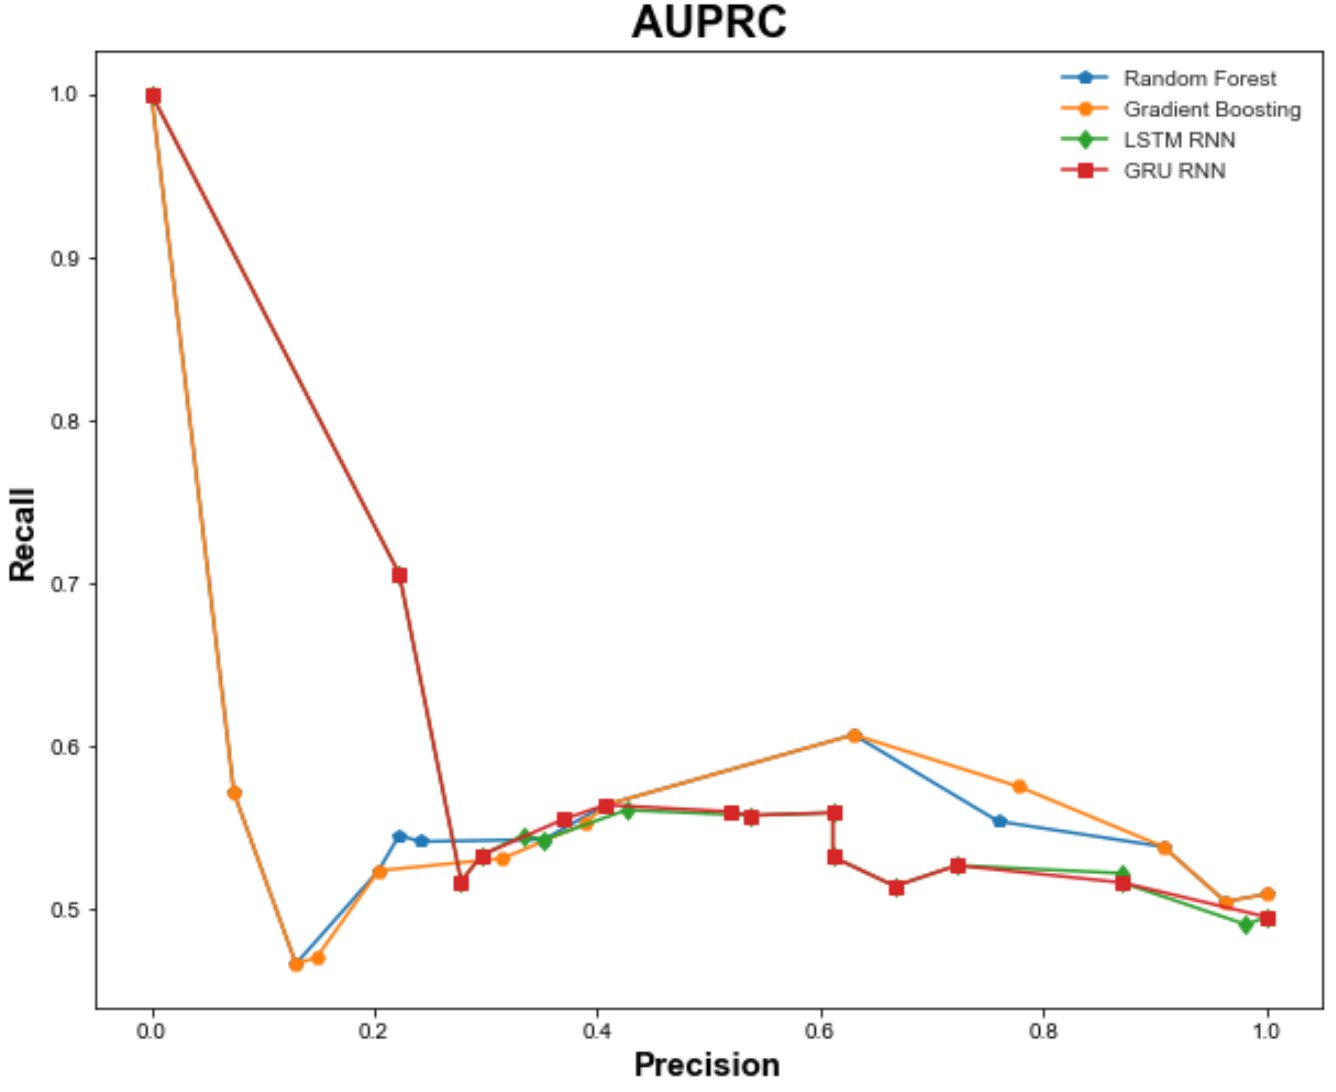 AUPRC
Random Forest
Gradient Boosting
LSTM RNN
GRU RNN
Recall
1.0
0.9
0.8
0.7
0.6
0.5
0.0 0.2 0.4 0.6 0.8 1.0
Precision